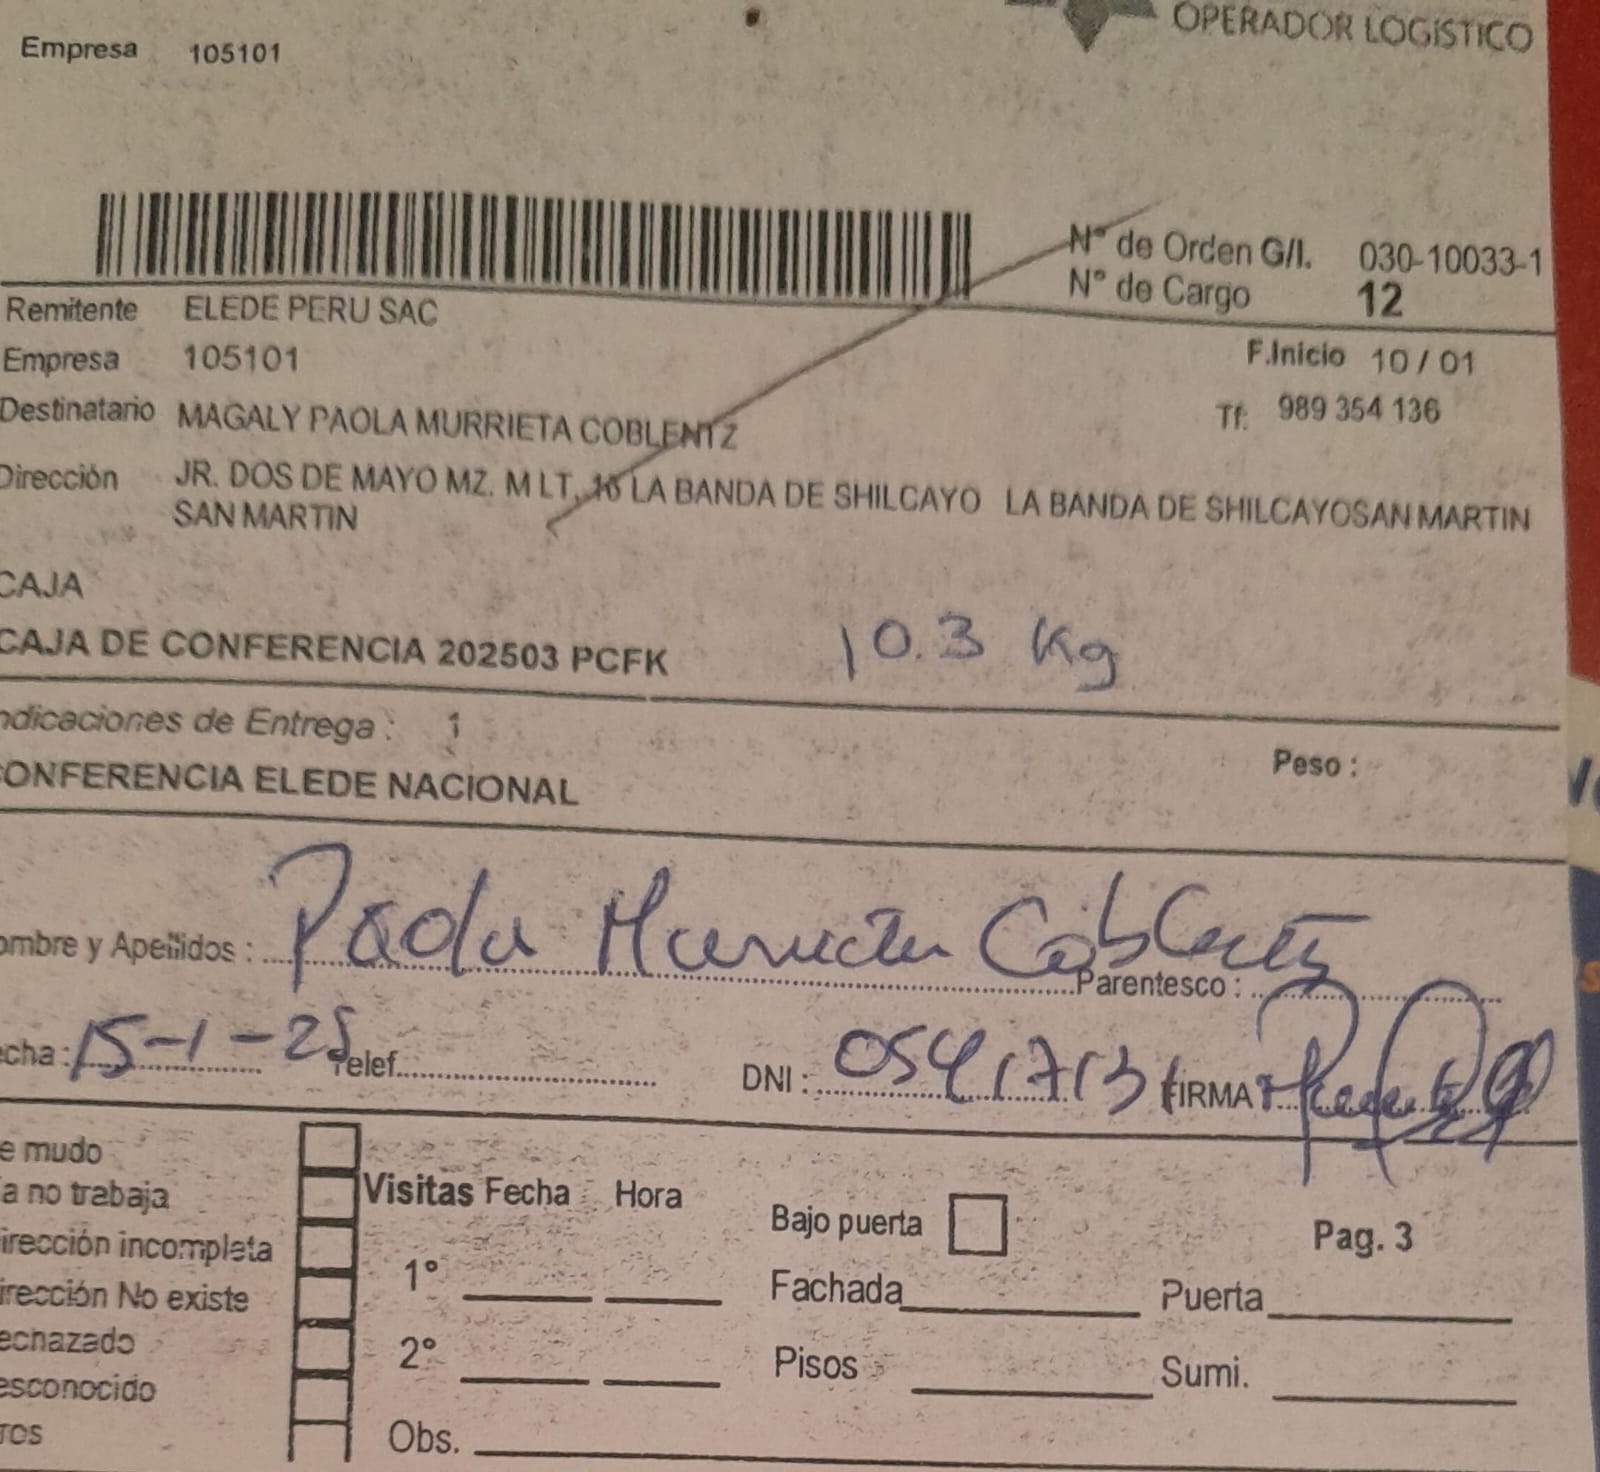 OPERADOR LOGISTICO
Empresa 105101
N° de Orden G/I. 030-10033-1
N° de Cargo 12
Remitente ELEDE PERU SAC
Empresa 105101
F.Inicio 10 / 01
Destinatario MAGALY PAOLA MURRIETA COBLENTZ
Tf: 989 354 136
Dirección JR. DOS DE MAYO MZ. M LT. 16 LA BANDA DE SHILCAYO LA BANDA DE SHILCAYOSAN MARTIN
SAN MARTIN
CAJA
CAJA DE CONFERENCIA 202503 PCFK 10.3 Kg
ndicaciones de Entrega : 1
Peso :
CONFERENCIA ELEDE NACIONAL
ombre y Apellidos : Paola Murrieta Coblentz
Parentesco :
echa : 15-1-25 Telef. DNI : FIRMA
e mudo
a no trabaja
Visitas Fecha Hora
Bajo puerta
Pag. 3
irección incompleta
1°
Fachada Puerta
irección No existe
echazado
2°
Pisos Sumi.
esconocido
ros
Obs.